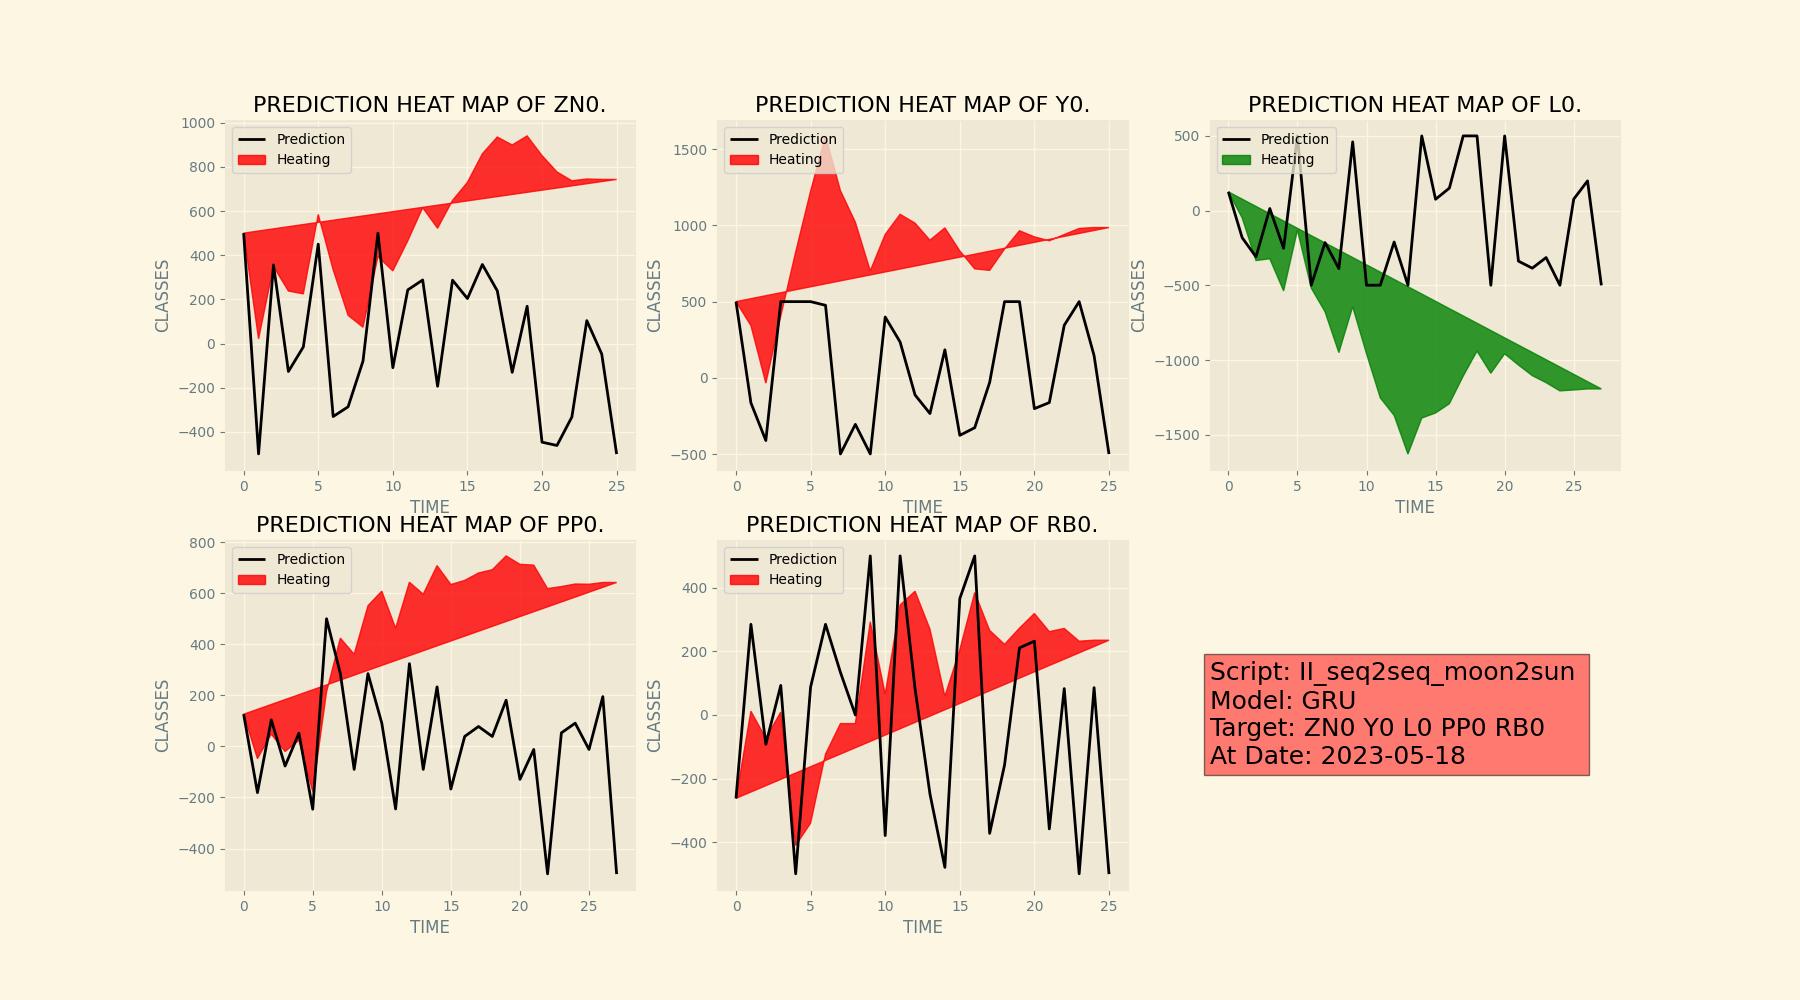 PREDICTION HEAT MAP OF ZN0.
Prediction
Heating
CLASSES
1000
800
600
400
200
0
−200
−400
0 5 10 15 20 25
TIME
PREDICTION HEAT MAP OF Y0.
Prediction
Heating
CLASSES
1500
1000
500
0
−500
0 5 10 15 20 25
TIME
PREDICTION HEAT MAP OF L0.
Prediction
Heating
CLASSES
500
0
−500
−1000
−1500
0 5 10 15 20 25
TIME
PREDICTION HEAT MAP OF PP0.
Prediction
Heating
CLASSES
800
600
400
200
0
−200
−400
0 5 10 15 20 25
TIME
PREDICTION HEAT MAP OF RB0.
Prediction
Heating
CLASSES
400
200
0
−200
−400
0 5 10 15 20 25
TIME
Script: II_seq2seq_moon2sun
Model: GRU
Target: ZN0 Y0 L0 PP0 RB0
At Date: 2023-05-18